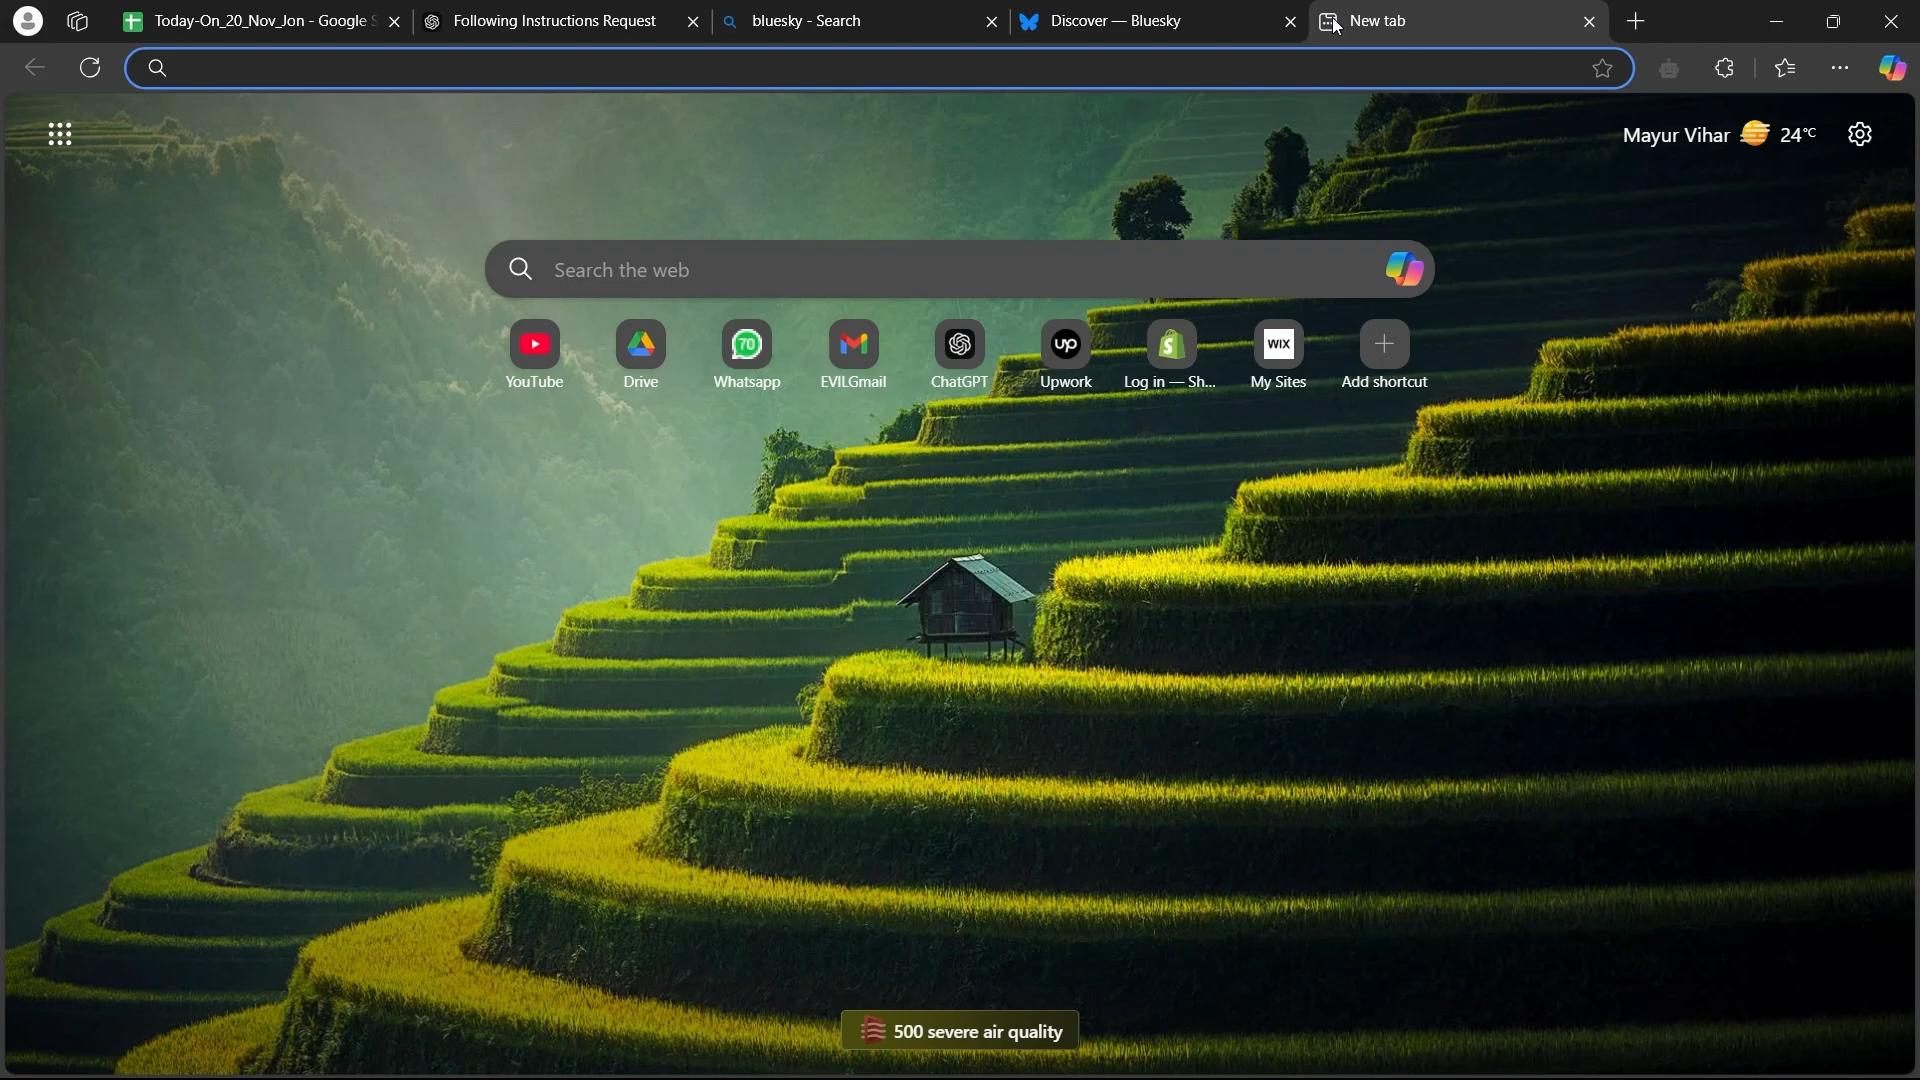 Today-On_20_Nov_Jon - Google S
Following Instructions Request
bluesky - Search
Discover — Bluesky
New tab
Mayur Vihar 24°C
Search the web
70
up
WIX
YouTube
Drive
Whatsapp
EVILGmail
ChatGPT
Upwork
Log in — Sh...
My Sites
Add shortcut
500 severe air quality